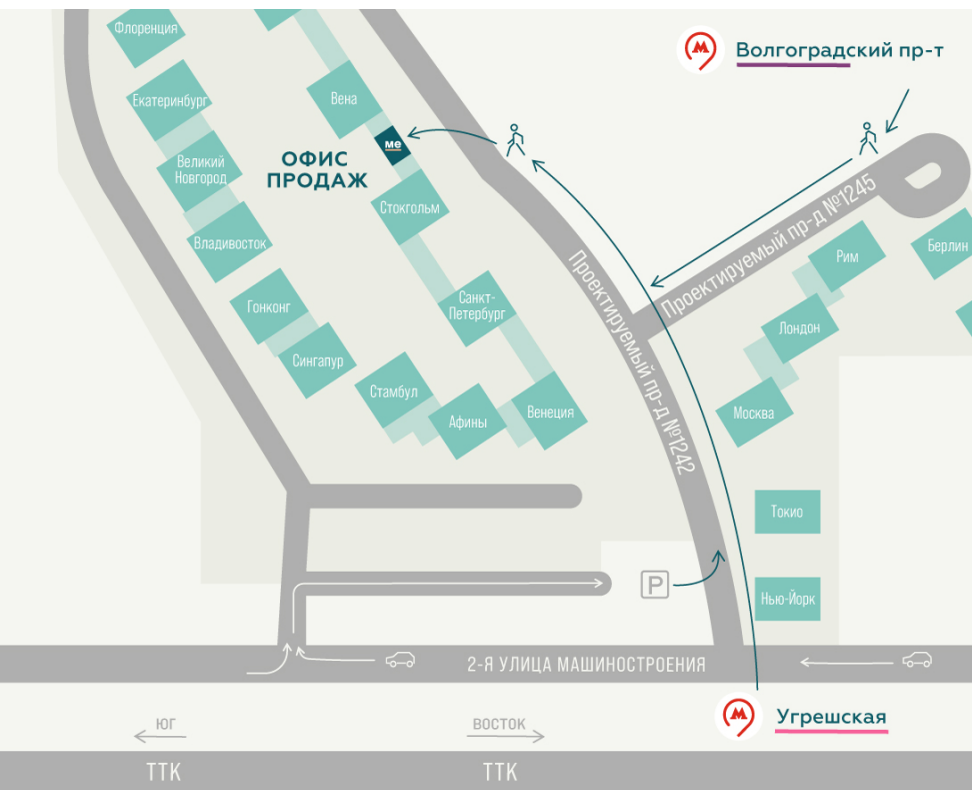 Флоренция
Волгоградский пр-т
Екатеринбург
Вена
ме
ОФИС
ПРОДАЖ
Великий
Новгород
Стокгольм
Владивосток
Проектируемый пр-д №1245
Рим
Берлин
Гонконг
Санкт-
Петербург
Проектируемый пр-д №1242
Лондон
Сингапур
Стамбул
Афины
Венеция
Москва
Токио
P
Нью-Йорк
2-Я УЛИЦА МАШИНОСТРОЕНИЯ
М
Угрешская
ЮГ
ВОСТОК
ТТК
ТТК